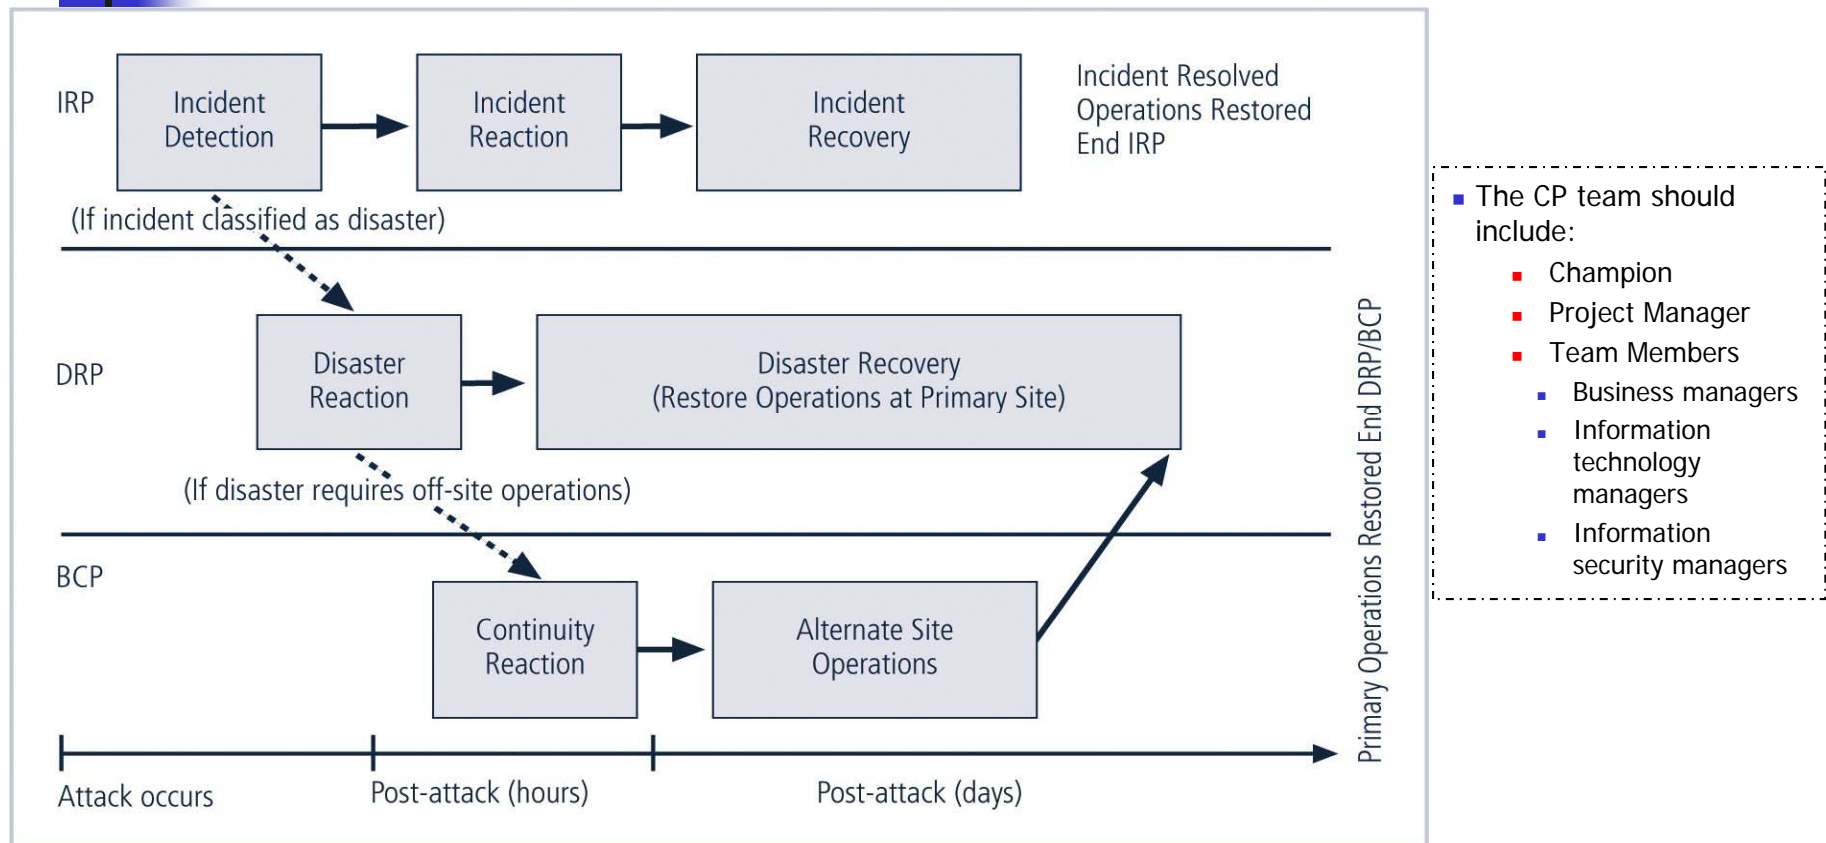 IRP
Incident
Detection
Incident
Reaction
Incident
Recovery
Incident Resolved
Operations Restored
End IRP
(If incident classified as disaster)
DRP
Disaster
Reaction
Disaster Recovery
(Restore Operations at Primary Site)
(If disaster requires off-site operations)
BCP
Continuity
Reaction
Alternate Site
Operations
Primary Operations Restored End DRP/BCP
Attack occurs
Post-attack (hours)
Post-attack (days)
The CP team should
include:
Champion
Project Manager
Team Members
Business managers
Information
technology
managers
Information
security managers